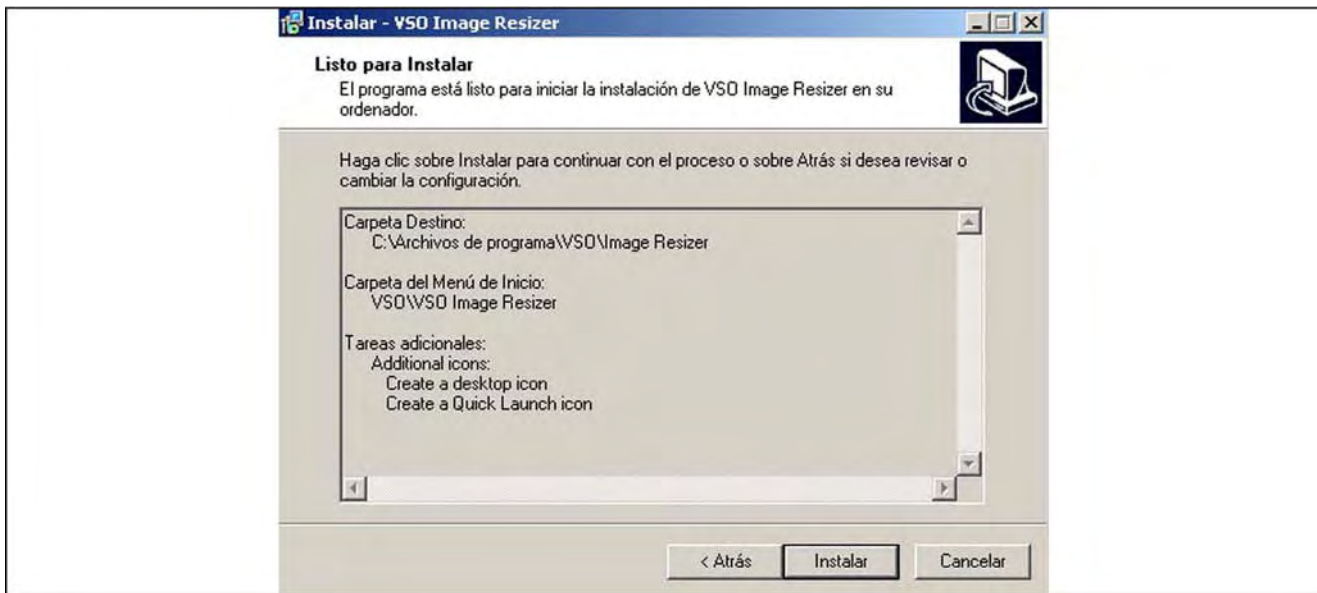 Instalar - VSO Image Resizer
Listo para Instalar
El programa está listo para iniciar la instalación de VSO Image Resizer en su
ordenador.
Haga clic sobre Instalar para continuar con el proceso o sobre Atrás si desea revisar o
cambiar la configuración.
Carpeta Destino:
C:\Archivos de programa\VSO\Image Resizer
Carpeta del Menú de Inicio:
VSO\VSO Image Resizer
Tareas adicionales:
Additional icons:
Create a desktop icon
Create a Quick Launch icon
< Atrás Instalar Cancelar